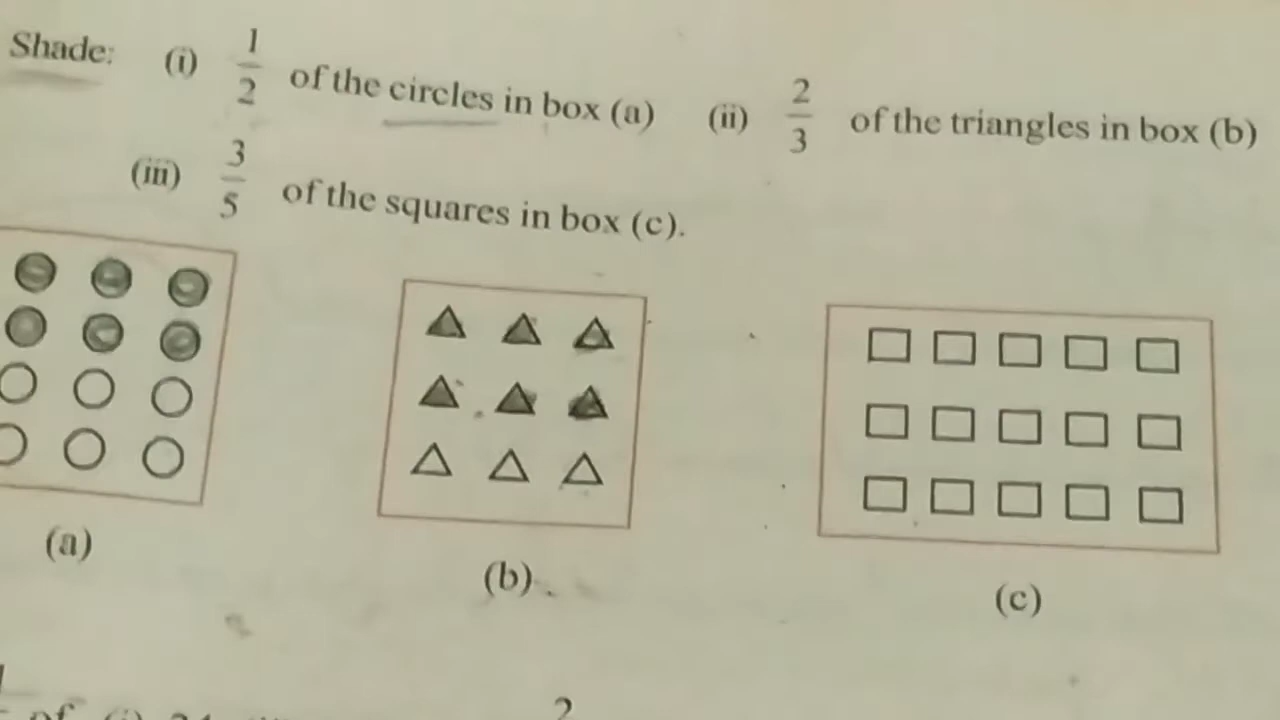 Shade: (i) 1/2 of the circles in box (a) (ii) 2/3 of the triangles in box (b)
(iii) 3/5 of the squares in box (c).
(a) (b) (c)
of (i) 2